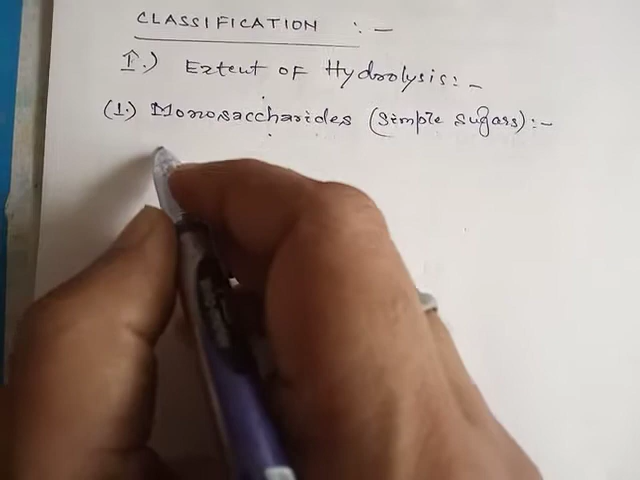 CLASSIFICATION :-
I.) Extent of Hydrolysis:-
(1.) Monosaccharides (simple sugars):-